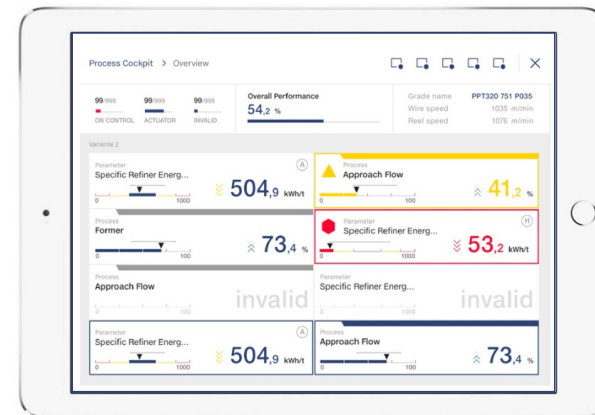 Process Cockpit > Overview
99/999 99/999 99/999
ON CONTROL ACTUATOR INVALID
Overall Performance
54,2 %
Grade name PPT320 751 P035
Wire speed 1035 m/min
Reel speed 1076 m/min
Variante 2
Parameter A
Specific Refiner Energ...
504,9 kWh/t
0 1000
Process
Approach Flow
41,2 %
0 100
Process
Former
73,4 %
0 100
Parameter H
Specific Refiner Energ...
53,2 kWh/t
0 1000
Process
Approach Flow
invalid
0 100
Parameter
Specific Refiner Energ...
invalid
0 1000
Parameter A
Specific Refiner Energ...
504,9 kWh/t
0 1000
Process
Approach Flow
73,4 %
0 100